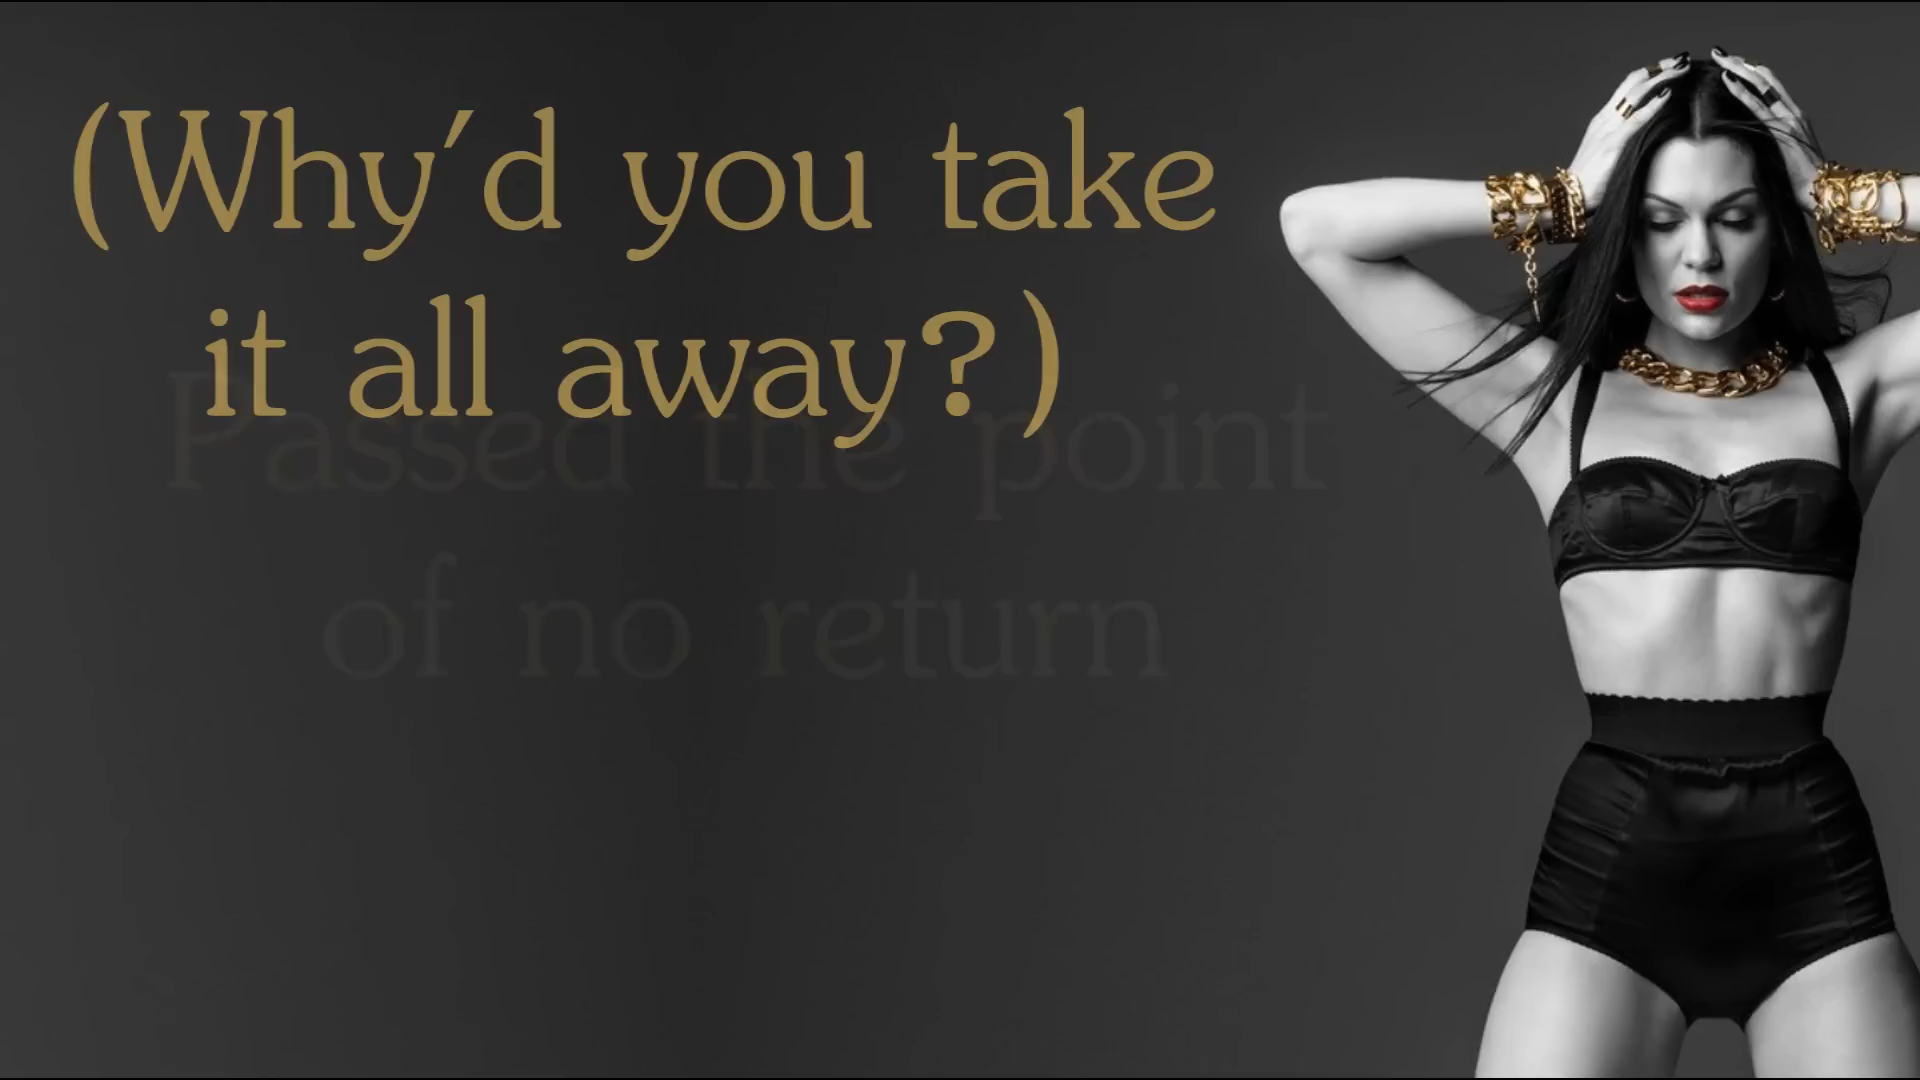 (Why'd you take
it all away?)
Passed the point
of no return